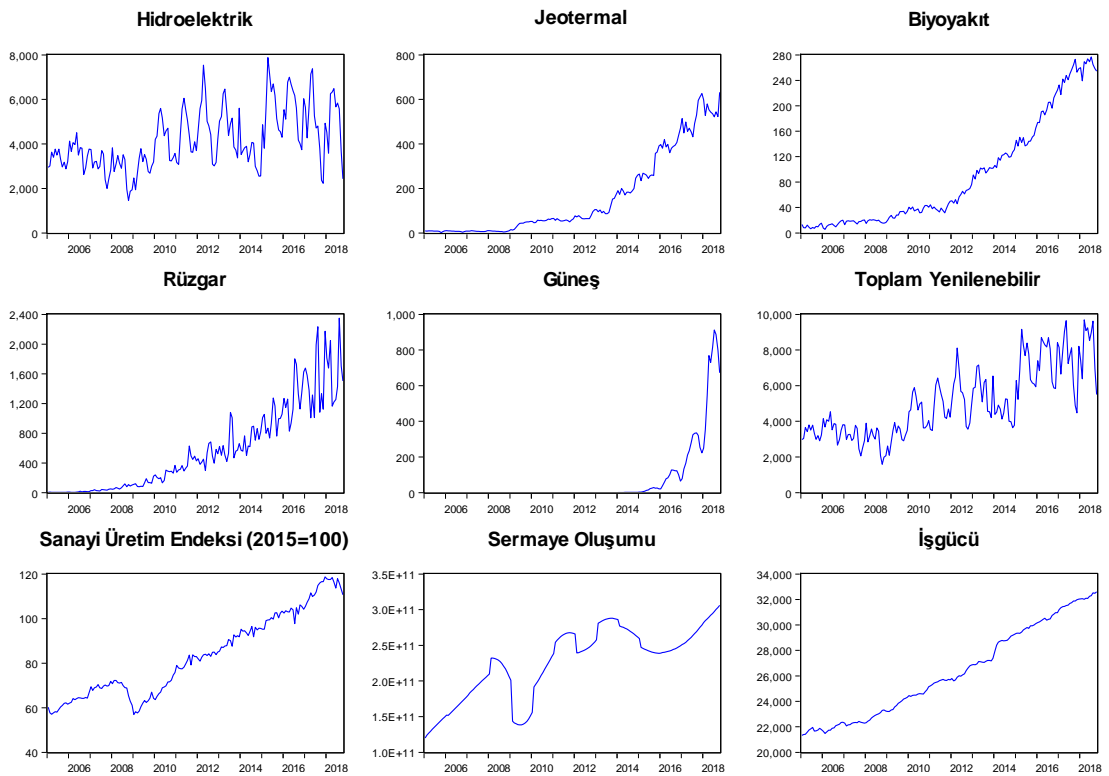 Hidroelektrik
8,000
6,000
4,000
2,000
0
2006 2008 2010 2012 2014 2016 2018
Jeotermal
800
600
400
200
0
2006 2008 2010 2012 2014 2016 2018
Biyoyakıt
280
240
200
160
120
80
40
0
2006 2008 2010 2012 2014 2016 2018
Rüzgar
2,400
2,000
1,600
1,200
800
400
0
2006 2008 2010 2012 2014 2016 2018
Güneş
1,000
800
600
400
200
0
2006 2008 2010 2012 2014 2016 2018
Toplam Yenilenebilir
10,000
8,000
6,000
4,000
2,000
0
2006 2008 2010 2012 2014 2016 2018
Sanayi Üretim Endeksi (2015=100)
120
100
80
60
40
2006 2008 2010 2012 2014 2016 2018
Sermaye Oluşumu
3.5E+11
3.0E+11
2.5E+11
2.0E+11
1.5E+11
1.0E+11
2006 2008 2010 2012 2014 2016 2018
İşgücü
34,000
32,000
30,000
28,000
26,000
24,000
22,000
20,000
2006 2008 2010 2012 2014 2016 2018